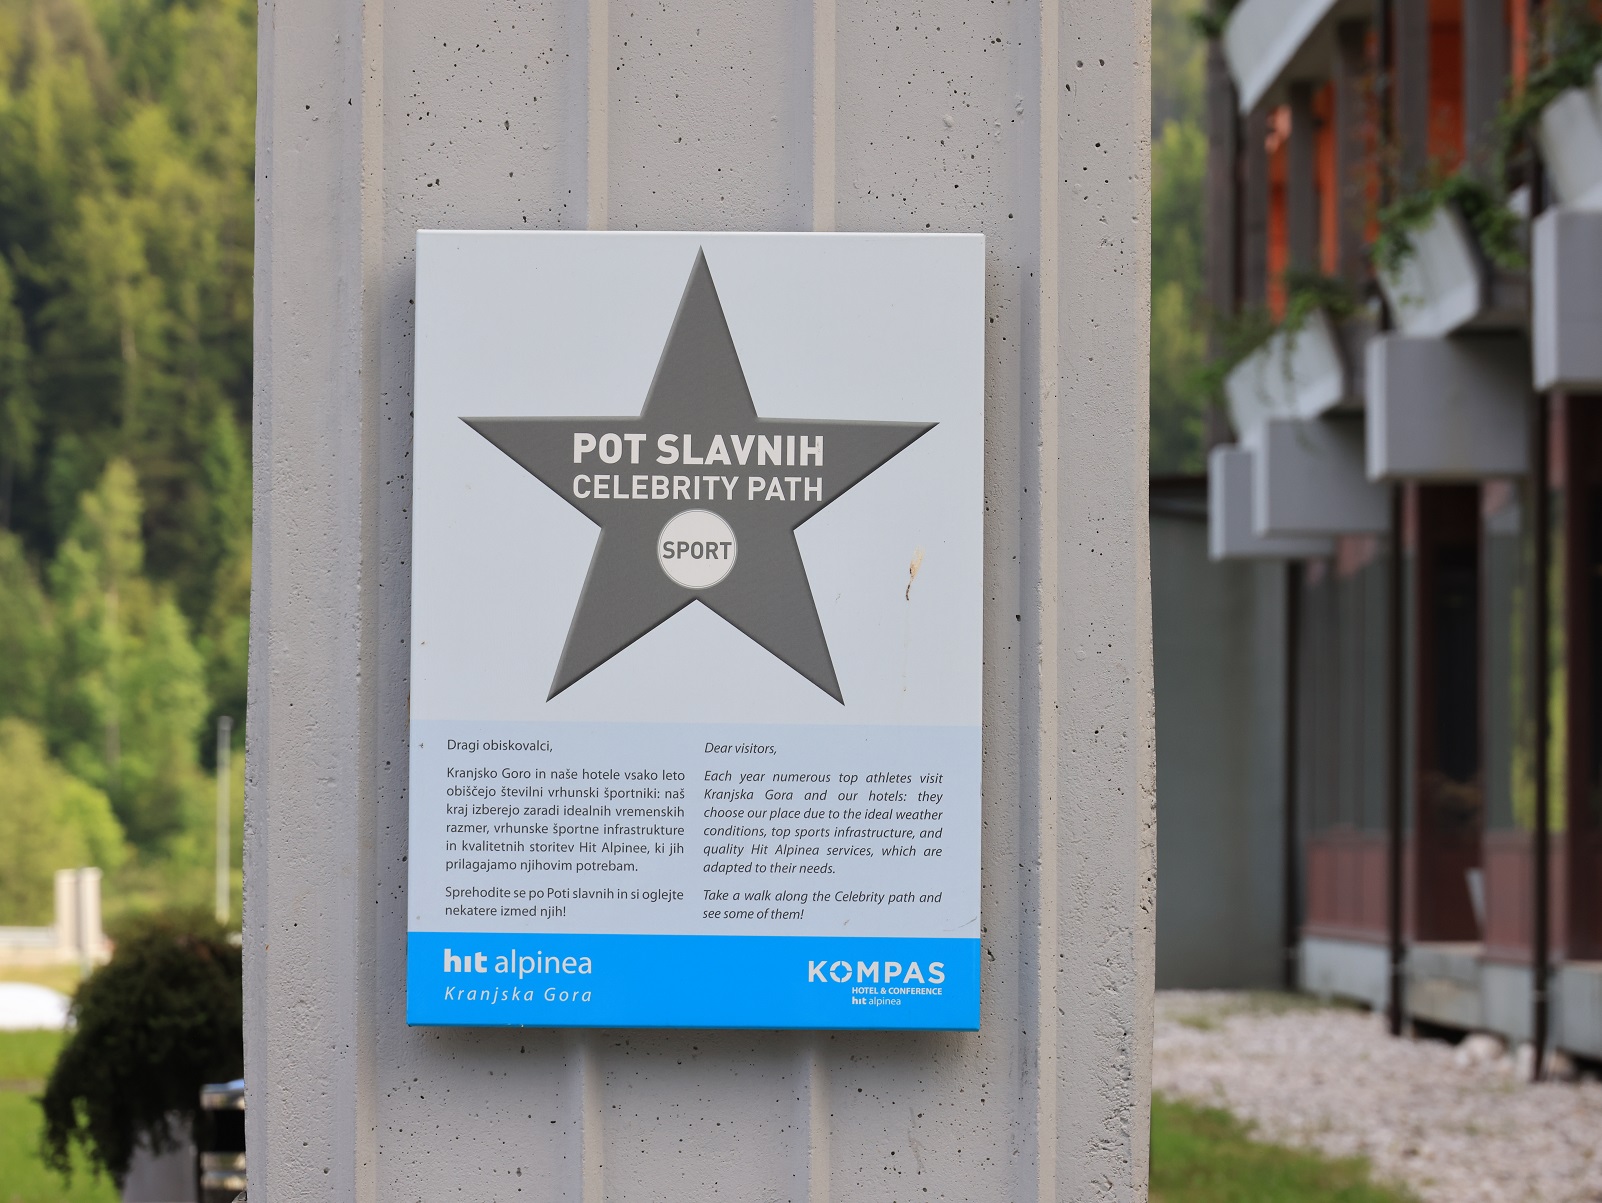 POT SLAVNIH
CELEBRITY PATH
SPORT
Dragi obiskovalci,
Kranjsko Goro in naše hotele vsako leto
obiščejo številni vrhunski športniki: naš
kraj izberejo zaradi idealnih vremenskih
razmer, vrhunske športne infrastrukture
in kvalitetnih storitev Hit Alpinee, ki jih
prilagajamo njihovim potrebam.
Sprehodite se po Poti slavnih in si oglejte
nekatere izmed njih!
Dear visitors,
Each year numerous top athletes visit
Kranjska Gora and our hotels: they
choose our place due to the ideal weather
conditions, top sports infrastructure, and
quality Hit Alpinea services, which are
adapted to their needs.
Take a walk along the Celebrity path and
see some of them!
hit alpinea
Kranjska Gora
KOMPAS
HOTEL & CONFERENCE
hit alpinea